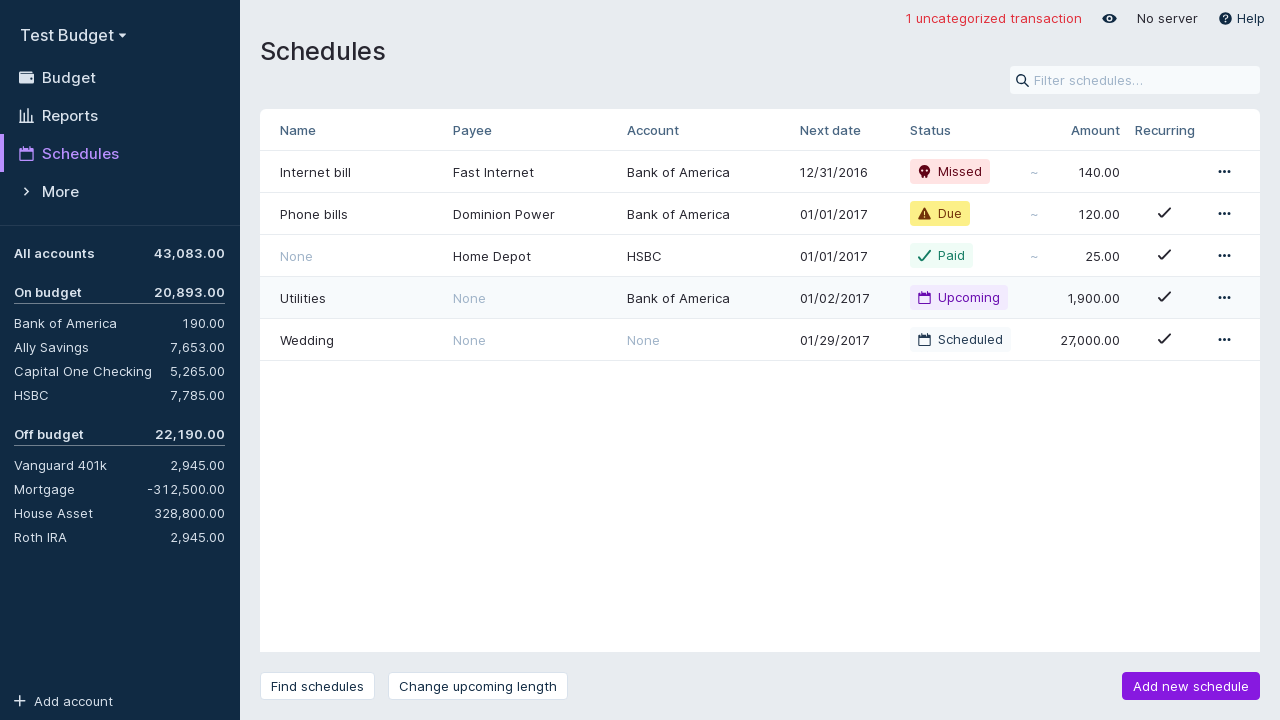 Test Budget
Budget
Reports
Schedules
More
All accounts 43,083.00
On budget 20,893.00
Bank of America 190.00
Ally Savings 7,653.00
Capital One Checking 5,265.00
HSBC 7,785.00
Off budget 22,190.00
Vanguard 401k 2,945.00
Mortgage -312,500.00
House Asset 328,800.00
Roth IRA 2,945.00
Add account
1 uncategorized transaction No server Help
Schedules
Filter schedules…
Name Payee Account Next date Status Amount Recurring
Internet bill Fast Internet Bank of America 12/31/2016 Missed ~ 140.00
Phone bills Dominion Power Bank of America 01/01/2017 Due ~ 120.00
None Home Depot HSBC 01/01/2017 Paid ~ 25.00
Utilities None Bank of America 01/02/2017 Upcoming 1,900.00
Wedding None None 01/29/2017 Scheduled 27,000.00
Find schedules Change upcoming length Add new schedule